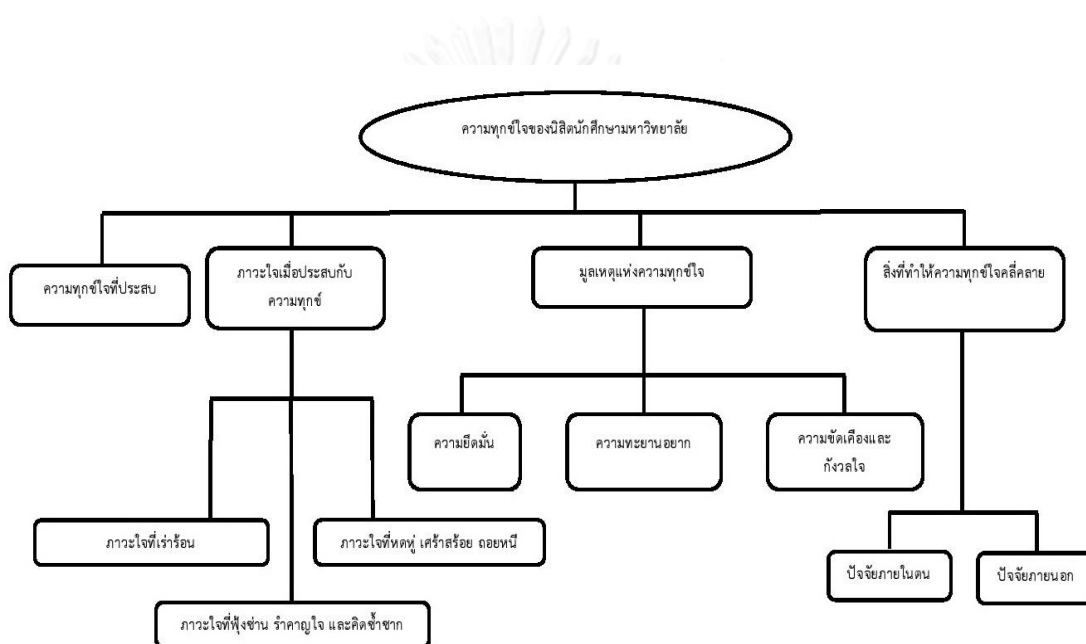 ความทุกข์ใจของนิสิตนักศึกษามหาวิทยาลัย
ความทุกข์ใจที่ประสบ
ภาวะใจเมื่อประสบกับ
ความทุกข์
มูลเหตุแห่งความทุกข์ใจ
สิ่งที่ทำให้ความทุกข์ใจคลี่คลาย
ความยึดมั่น
ความทะยานอยาก
ความขัดเคืองและ
กังวลใจ
ภาวะใจที่เร่าร้อน
ภาวะใจที่หดหู่ เศร้าสร้อย ถอยหนี
ภาวะใจที่ฟุ้งซ่าน รำคาญใจ และคิดซ้ำซาก
ปัจจัยภายในตน
ปัจจัยภายนอก